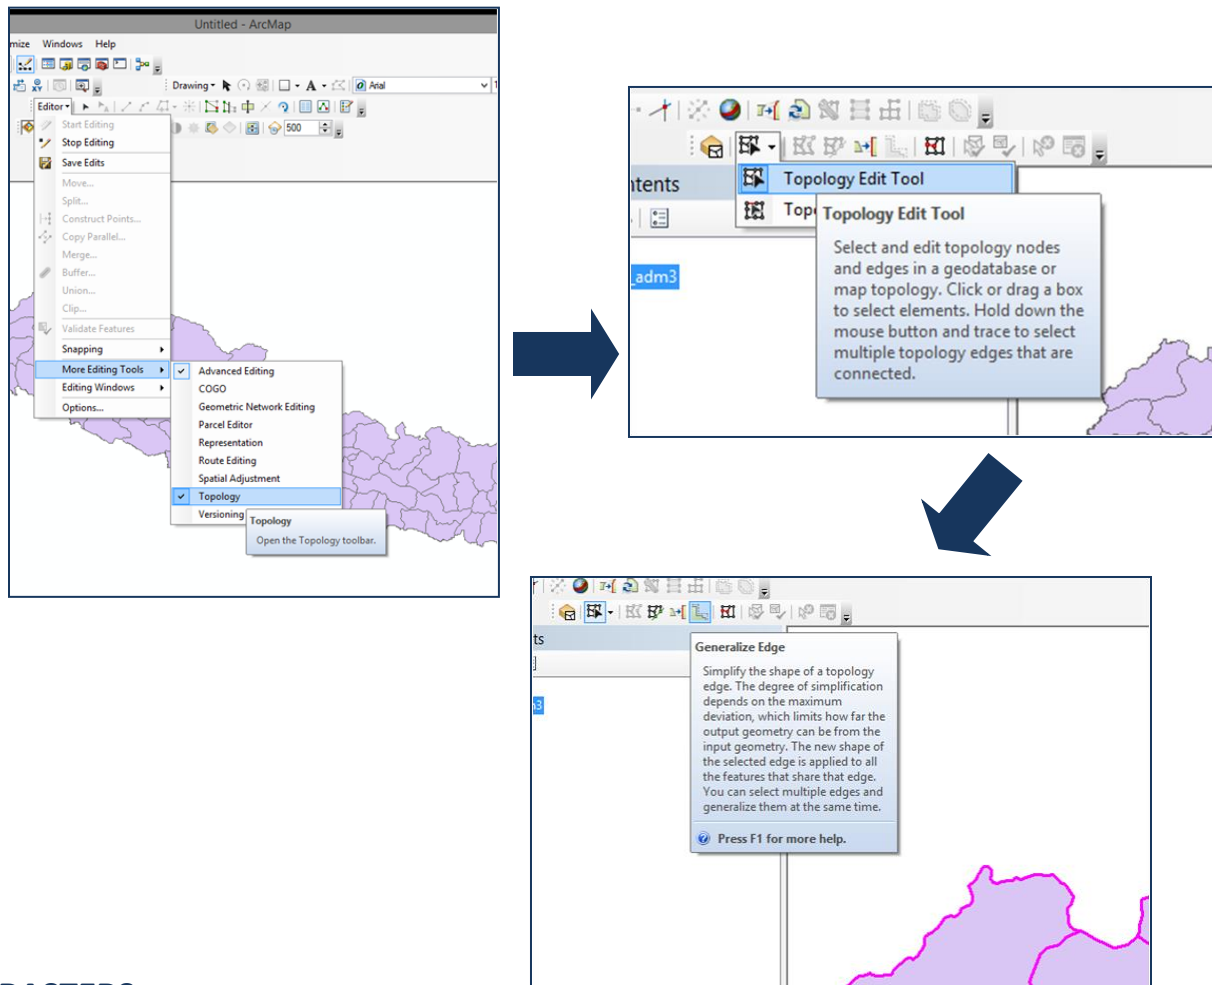 Untitled - ArcMap
mize Windows Help
Drawing
A
Arial
Editor
500
Start Editing
Stop Editing
Save Edits
Move...
Split...
Construct Points...
Copy Parallel...
Merge...
Buffer...
Union...
Clip...
Validate Features
Snapping
More Editing Tools
Editing Windows
Options...
Advanced Editing
COGO
Geometric Network Editing
Parcel Editor
Representation
Route Editing
Spatial Adjustment
Topology
Versioning
Topology
Open the Topology toolbar.
ntents
_adm3
Topology Edit Tool
Top
Topology Edit Tool
Select and edit topology nodes
and edges in a geodatabase or
map topology. Click or drag a box
to select elements. Hold down the
mouse button and trace to select
multiple topology edges that are
connected.
ts
n3
Generalize Edge
Simplify the shape of a topology
edge. The degree of simplification
depends on the maximum
deviation, which limits how far the
output geometry can be from the
input geometry. The new shape of
the selected edge is applied to all
the features that share that edge.
You can select multiple edges and
generalize them at the same time.
Press F1 for more help.